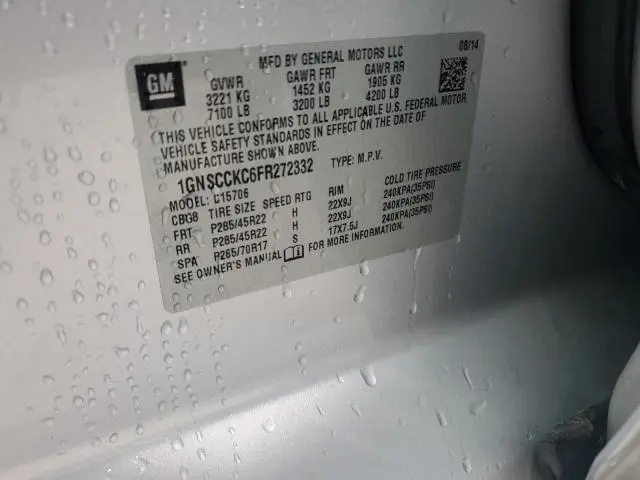 GM
MFD BY GENERAL MOTORS LLC 08/14
GVWR GAWR FRT GAWR RR
3221 KG 1452 KG 1905 KG
7100 LB 3200 LB 4200 LB
THIS VEHICLE CONFORMS TO ALL APPLICABLE U.S. FEDERAL MOTOR
VEHICLE SAFETY STANDARDS IN EFFECT ON THE DATE OF
MANUFACTURE SHOWN ABOVE.
1GNSCCKC6FR272332 TYPE: M.P.V.
MODEL: C15706
CBG8 TIRE SIZE SPEED RTG RIM COLD TIRE PRESSURE
FRT P285/45R22 H 22X9J 240KPA(35PSI)
RR P285/45R22 H 22X9J 240KPA(35PSI)
SPA P265/70R17 S 17X7.5J 240KPA(35PSI)
SEE OWNER'S MANUAL FOR MORE INFORMATION.